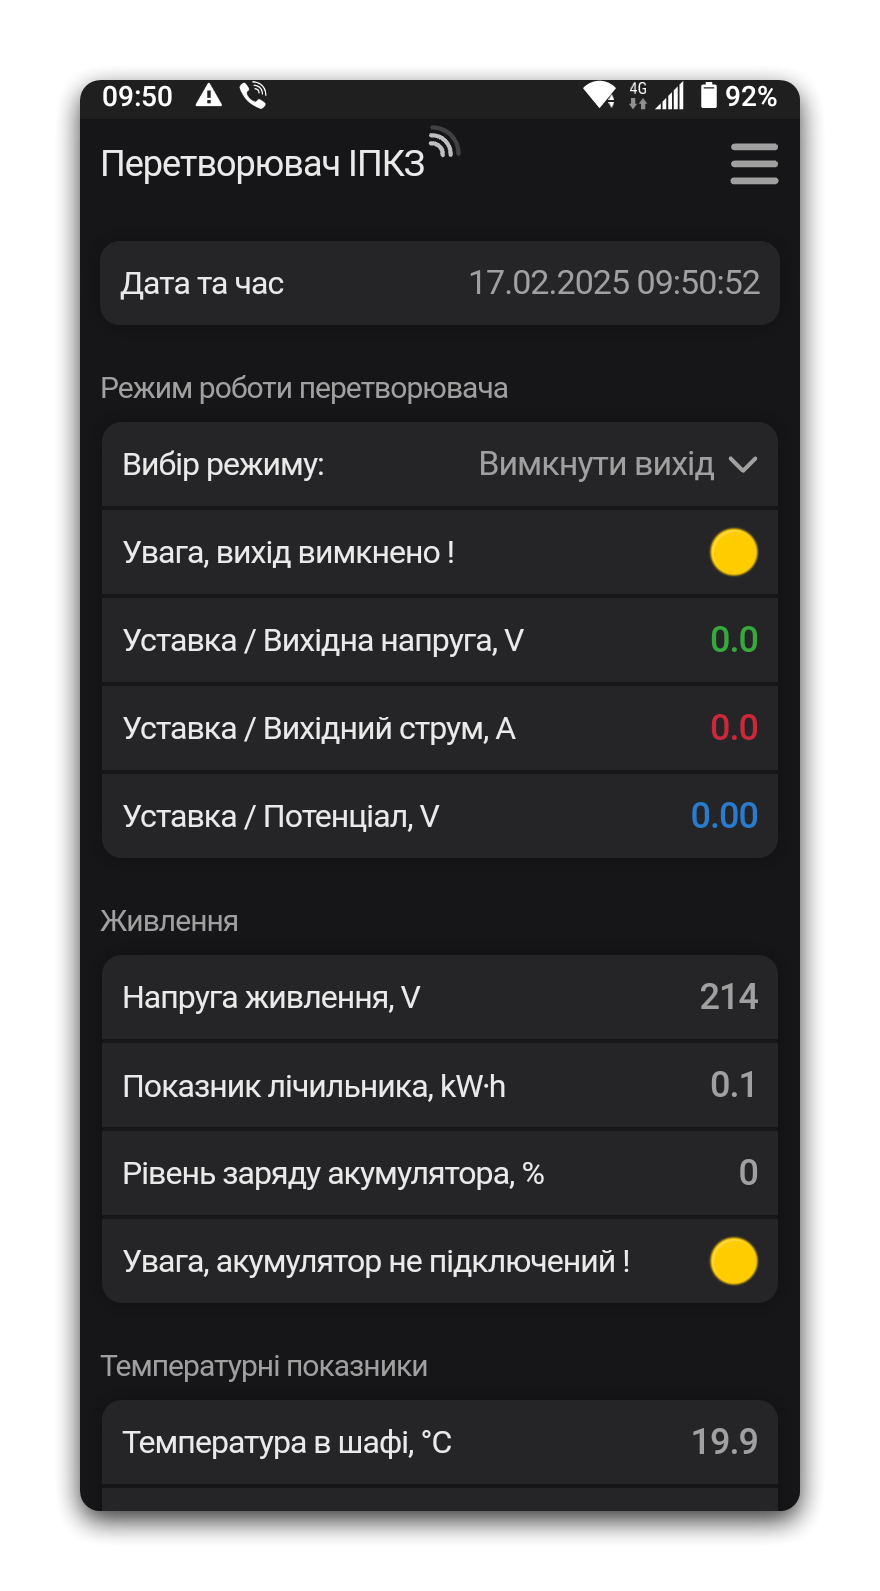 09:50 4G 92%
Перетворювач ІПКЗ
Дата та час 17.02.2025 09:50:52
Режим роботи перетворювача
Вибір режиму: Вимкнути вихід
Увага, вихід вимкнено !
Уставка / Вихідна напруга, V 0.0
Уставка / Вихідний струм, A 0.0
Уставка / Потенціал, V 0.00
Живлення
Напруга живлення, V 214
Показник лічильника, kW·h 0.1
Рівень заряду акумулятора, % 0
Увага, акумулятор не підключений !
Температурні показники
Температура в шафі, °C 19.9